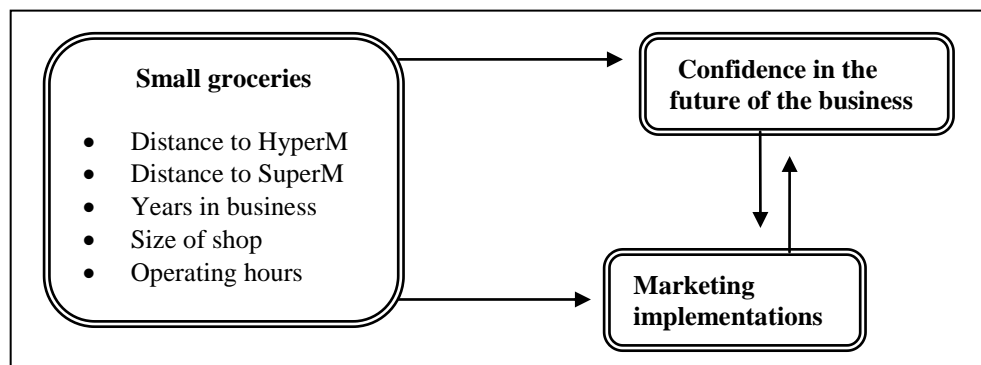 Small groceries
• Distance to HyperM
• Distance to SuperM
• Years in business
• Size of shop
• Operating hours
Confidence in the
future of the business
Marketing
implementations